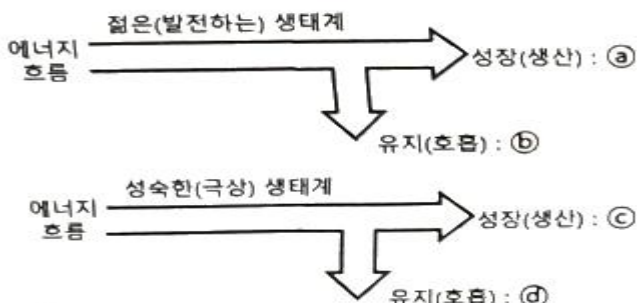 젊은(발전하는) 생태계
에너지
흐름
성장(생산) : ⓐ
유지(호흡) : ⓑ
성숙한(극상) 생태계
에너지
흐름
성장(생산) : ⓒ
유지(호흡) : ⓓ